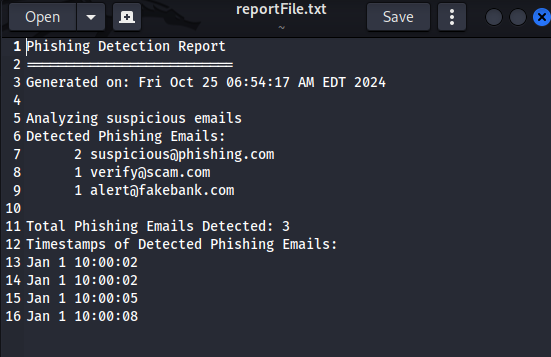 Open
reportFile.txt
~
Save
1 Phishing Detection Report
2 ==========================
3 Generated on: Fri Oct 25 06:54:17 AM EDT 2024
4
5 Analyzing suspicious emails
6 Detected Phishing Emails:
7       2 suspicious@phishing.com
8       1 verify@scam.com
9       1 alert@fakebank.com
10
11 Total Phishing Emails Detected: 3
12 Timestamps of Detected Phishing Emails:
13 Jan 1 10:00:02
14 Jan 1 10:00:02
15 Jan 1 10:00:05
16 Jan 1 10:00:08